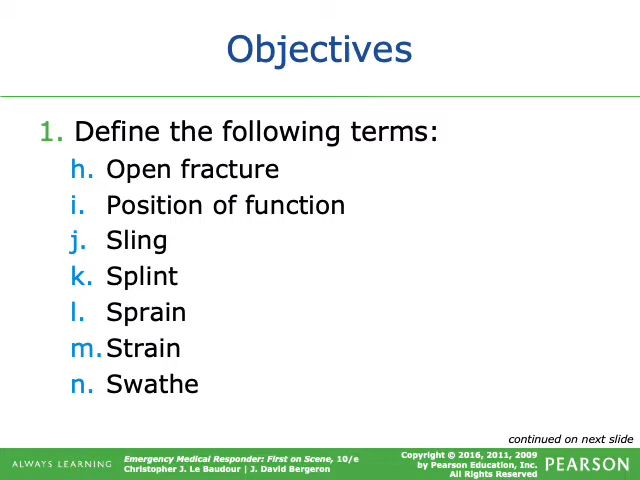 Objectives
1. Define the following terms:
h. Open fracture
i. Position of function
j. Sling
k. Splint
l. Sprain
m. Strain
n. Swathe
continued on next slide
ALWAYS LEARNING
Emergency Medical Responder: First on Scene, 10/e
Christopher J. Le Baudour | J. David Bergeron
Copyright © 2016, 2011, 2009
by Pearson Education, Inc.
All Rights Reserved
PEARSON